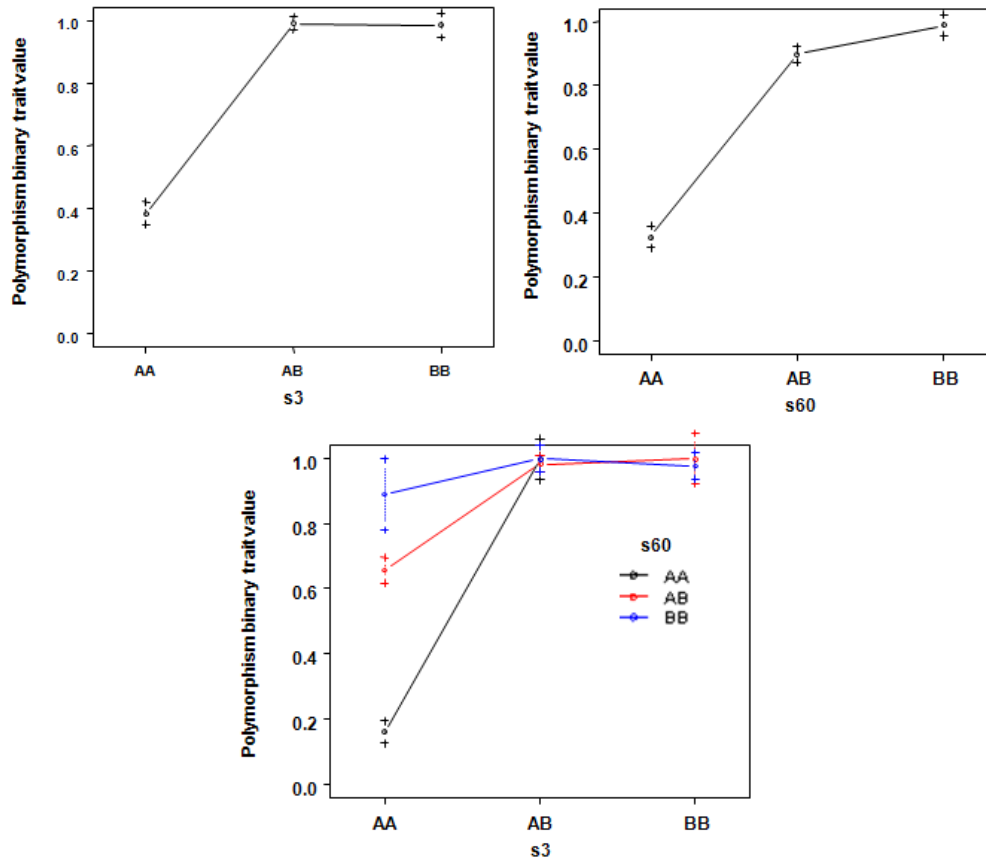 Polymorphism binary trait value
1.0
0.8
0.6
0.4
0.2
0.0
AA AB BB
s3
Polymorphism binary trait value
1.0
0.8
0.6
0.4
0.2
0.0
AA AB BB
s60
Polymorphism binary trait value
1.0
0.8
0.6
0.4
0.2
0.0
s60
AA
AB
BB
AA AB BB
s3